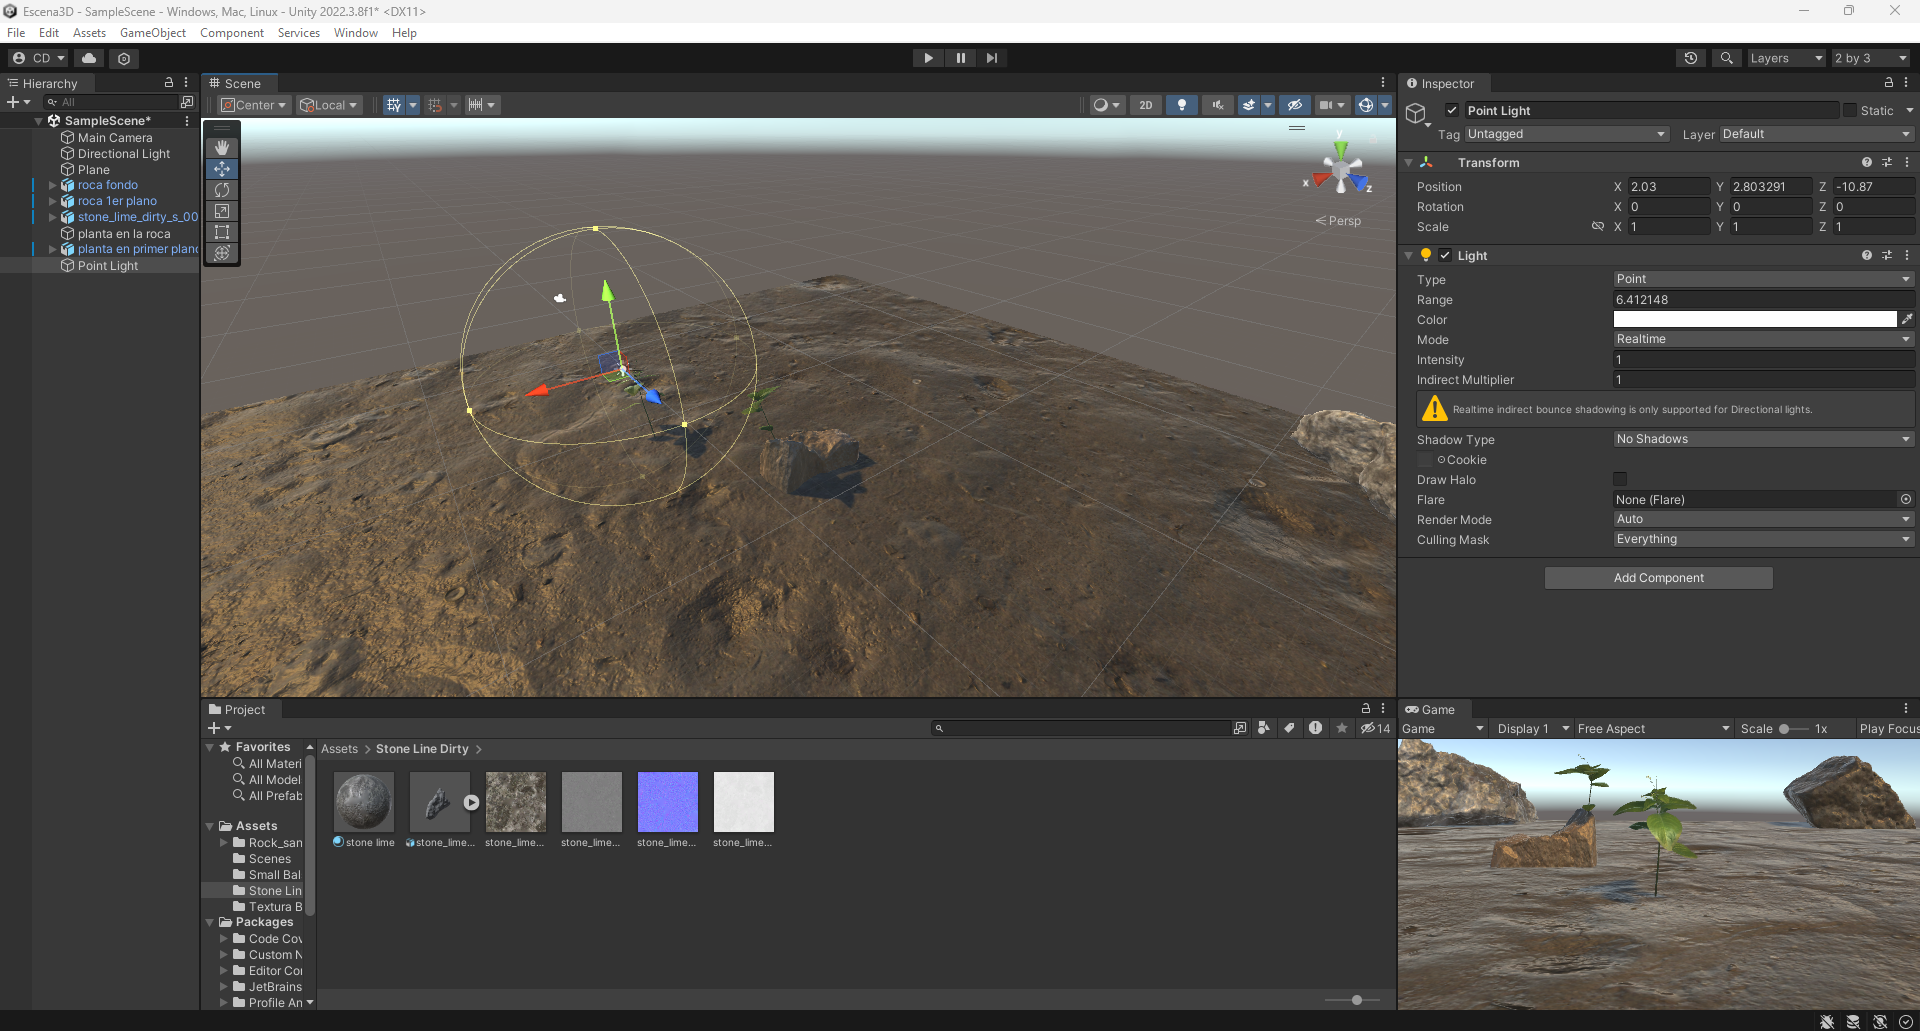 Escena3D - SampleScene - Windows, Mac, Linux - Unity 2022.3.8f1* <DX11>
File Edit Assets GameObject Component Services Window Help
CD
Layers
2 by 3
Hierarchy
All
SampleScene*
Main Camera
Directional Light
Plane
roca fondo
roca 1er plano
stone_lime_dirty_s_00
planta en la roca
planta en primer plano
Point Light
Scene
Center Local
2D
y
x
z
Persp
Inspector
Point Light
Static
Tag Untagged
Layer Default
Transform
Position X 2.03 Y 2.803291 Z -10.87
Rotation X 0 Y 0 Z 0
Scale X 1 Y 1 Z 1
Light
Type Point
Range 6.412148
Color
Mode Realtime
Intensity 1
Indirect Multiplier 1
Realtime indirect bounce shadowing is only supported for Directional lights.
Shadow Type No Shadows
Cookie
Draw Halo
Flare None (Flare)
Render Mode Auto
Culling Mask Everything
Add Component
Project
14
Favorites
All Materi
All Model
All Prefab
Assets
Rock_san
Scenes
Small Bal
Stone Lin
Textura B
Packages
Code Cov
Custom N
Editor Cor
JetBrains
Profile An
Assets > Stone Line Dirty >
stone lime
stone_lime...
stone_lime...
stone_lime...
stone_lime...
stone_lime...
Game
Game Display 1 Free Aspect Scale 1x Play Focus